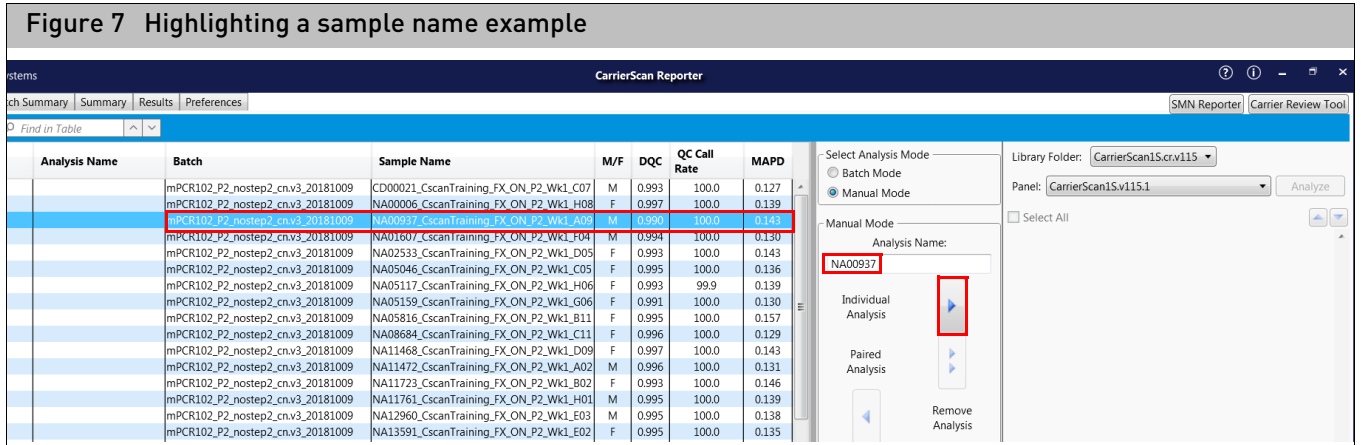 Figure 7 Highlighting a sample name example
ystems CarrierScan Reporter
tch Summary Summary Results Preferences SMN Reporter Carrier Review Tool
Find in Table
Analysis Name Batch Sample Name M/F DQC QC Call Rate MAPD
mPCR102_P2_nostep2_cn.v3_20181009 CD00021_CscanTraining_FX_ON_P2_Wk1_C07 M 0.993 100.0 0.127
mPCR102_P2_nostep2_cn.v3_20181009 NA00006_CscanTraining_FX_ON_P2_Wk1_H08 F 0.997 100.0 0.139
mPCR102_P2_nostep2_cn.v3_20181009 NA00937_CscanTraining_FX_ON_P2_Wk1_A09 M 0.990 100.0 0.143
mPCR102_P2_nostep2_cn.v3_20181009 NA01607_CscanTraining_FX_ON_P2_Wk1_F04 M 0.994 100.0 0.130
mPCR102_P2_nostep2_cn.v3_20181009 NA02533_CscanTraining_FX_ON_P2_Wk1_D05 F 0.993 100.0 0.143
mPCR102_P2_nostep2_cn.v3_20181009 NA05046_CscanTraining_FX_ON_P2_Wk1_C05 F 0.995 100.0 0.136
mPCR102_P2_nostep2_cn.v3_20181009 NA05117_CscanTraining_FX_ON_P2_Wk1_H06 F 0.993 99.9 0.139
mPCR102_P2_nostep2_cn.v3_20181009 NA05159_CscanTraining_FX_ON_P2_Wk1_G06 F 0.991 100.0 0.130
mPCR102_P2_nostep2_cn.v3_20181009 NA05816_CscanTraining_FX_ON_P2_Wk1_B11 F 0.995 100.0 0.157
mPCR102_P2_nostep2_cn.v3_20181009 NA08684_CscanTraining_FX_ON_P2_Wk1_C11 F 0.996 100.0 0.129
mPCR102_P2_nostep2_cn.v3_20181009 NA11468_CscanTraining_FX_ON_P2_Wk1_D09 F 0.997 100.0 0.143
mPCR102_P2_nostep2_cn.v3_20181009 NA11472_CscanTraining_FX_ON_P2_Wk1_A02 M 0.996 100.0 0.131
mPCR102_P2_nostep2_cn.v3_20181009 NA11723_CscanTraining_FX_ON_P2_Wk1_B02 F 0.993 100.0 0.146
mPCR102_P2_nostep2_cn.v3_20181009 NA11761_CscanTraining_FX_ON_P2_Wk1_H01 M 0.995 100.0 0.139
mPCR102_P2_nostep2_cn.v3_20181009 NA12960_CscanTraining_FX_ON_P2_Wk1_E03 M 0.995 100.0 0.138
mPCR102_P2_nostep2_cn.v3_20181009 NA13591_CscanTraining_FX_ON_P2_Wk1_E02 F 0.995 100.0 0.135
Select Analysis Mode
Batch Mode
Manual Mode
Manual Mode
Analysis Name:
NA00937
Individual
Analysis
Paired
Analysis
Remove
Analysis
Library Folder: CarrierScan1S.cr.v115
Panel: CarrierScan1S.v115.1 Analyze
Select All